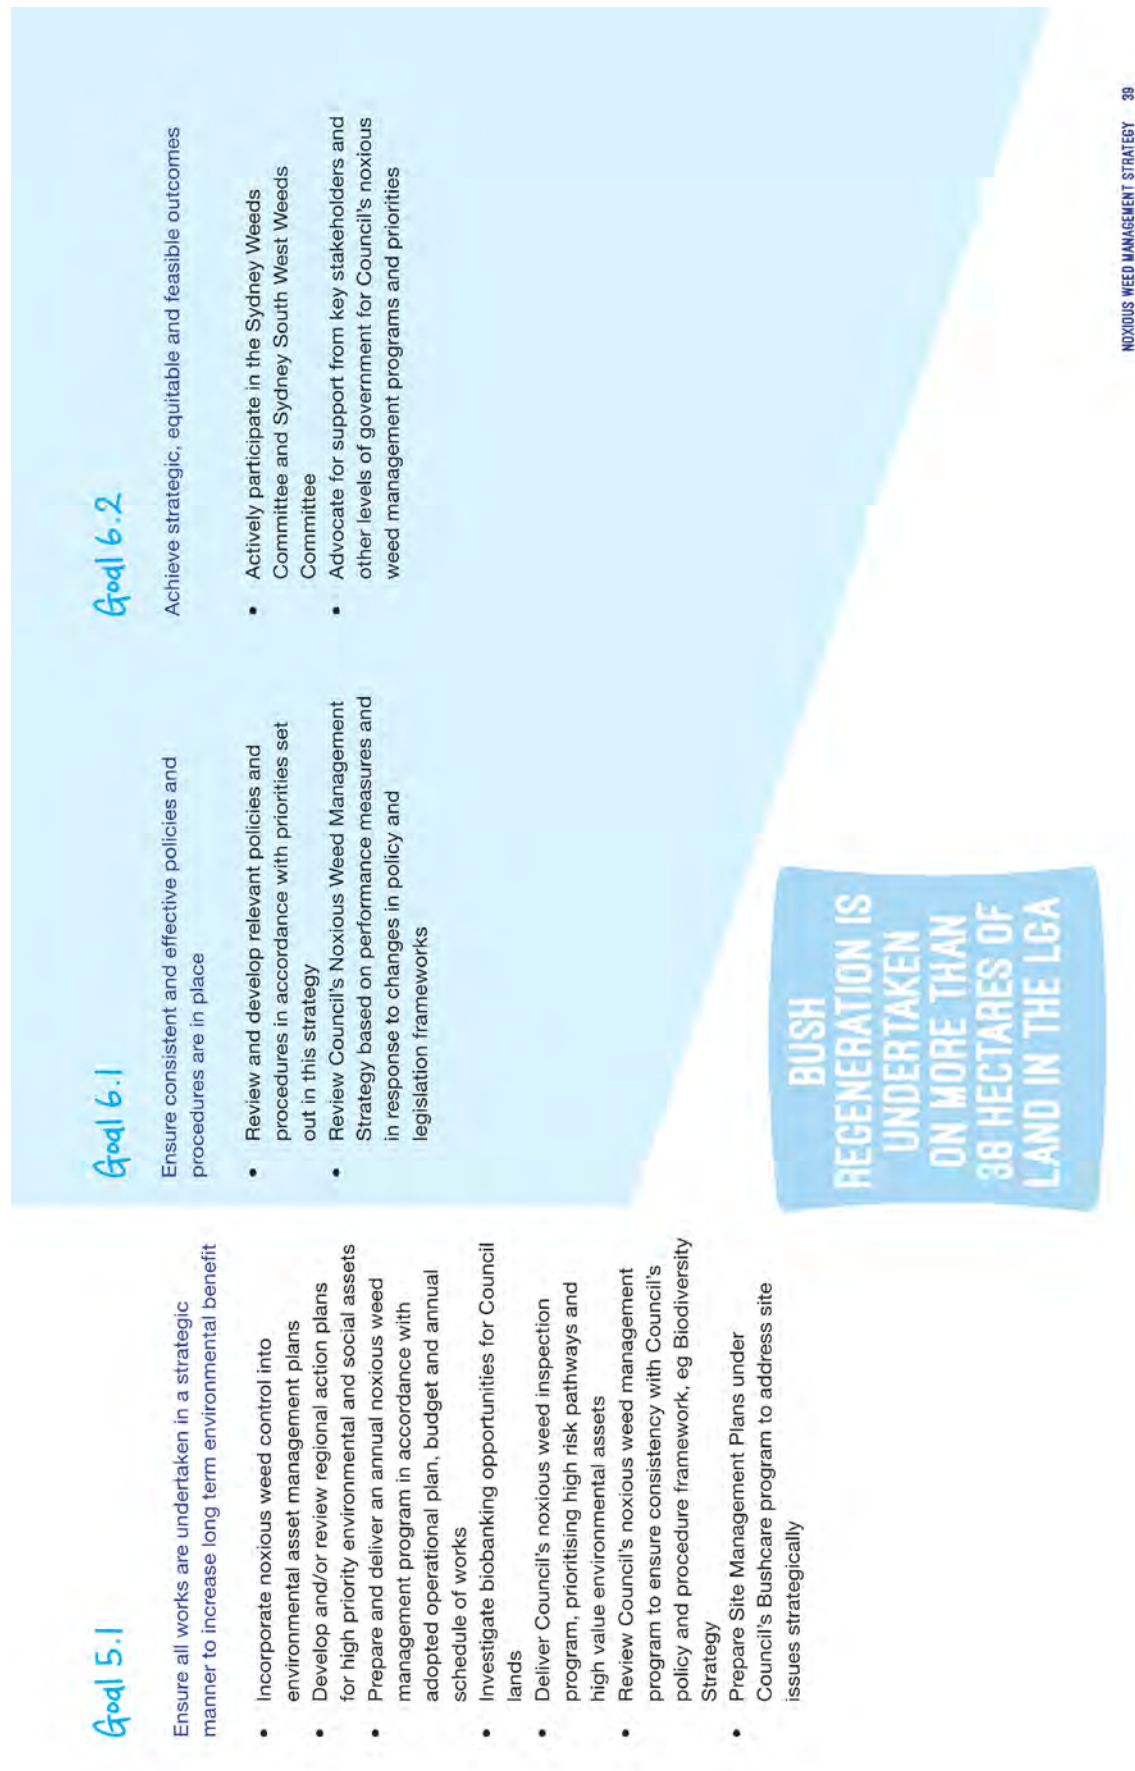 Goal 5.1
Ensure all works are undertaken in a strategic
manner to increase long term environmental benefit
• Incorporate noxious weed control into
environmental asset management plans
• Develop and/or review regional action plans
for high priority environmental and social assets
• Prepare and deliver an annual noxious weed
management program in accordance with
adopted operational plan, budget and annual
schedule of works
• Investigate biobanking opportunities for Council
lands
• Deliver Council's noxious weed inspection
program, prioritising high risk pathways and
high value environmental assets
• Review Council's noxious weed management
program to ensure consistency with Council's
policy and procedure framework, eg Biodiversity
Strategy
• Prepare Site Management Plans under
Council's Bushcare program to address site
issues strategically
Goal 6.1
Ensure consistent and effective policies and
procedures are in place
• Review and develop relevant policies and
procedures in accordance with priorities set
out in this strategy
• Review Council's Noxious Weed Management
Strategy based on performance measures and
in response to changes in policy and
legislation frameworks
Goal 6.2
Achieve strategic, equitable and feasible outcomes
• Actively participate in the Sydney Weeds
Committee and Sydney South West Weeds
Committee
• Advocate for support from key stakeholders and
other levels of government for Council's noxious
weed management programs and priorities
BUSH
REGENERATION IS
UNDERTAKEN
ON MORE THAN
38 HECTARES OF
LAND IN THE LGA
NOXIOUS WEED MANAGEMENT STRATEGY 39